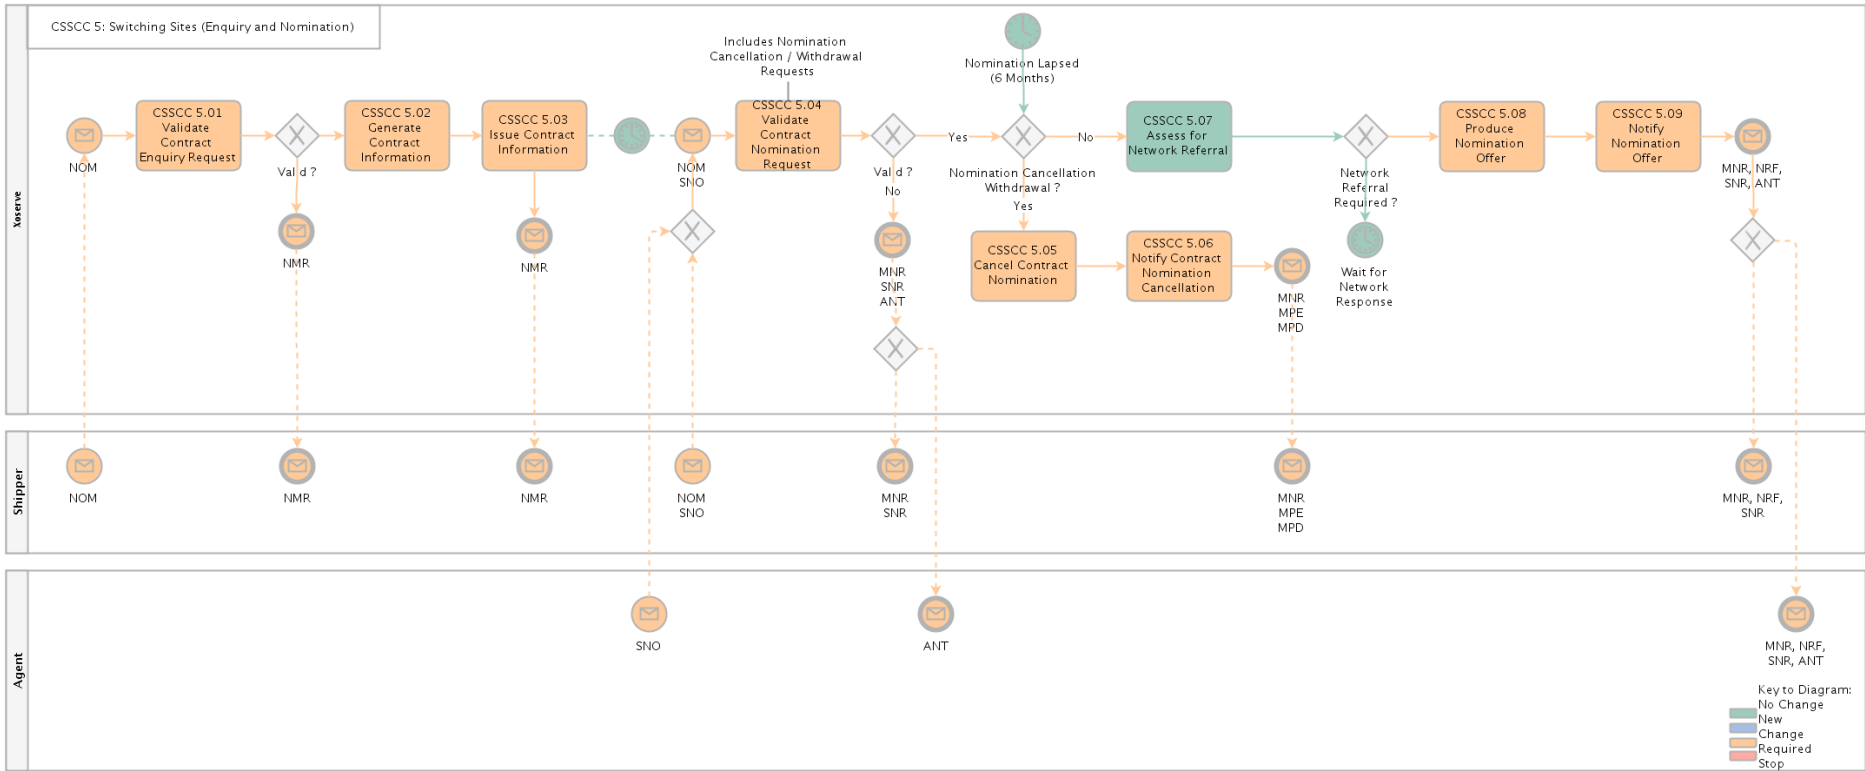 CSSCC 5: Switching Sites (Enquiry and Nomination)
Xoserve
NOM
CSSCC 5.01
Validate
Contract
Enquiry Request
Valid ?
NMR
CSSCC 5.02
Generate
Contract
Information
CSSCC 5.03
Issue Contract
Information
NMR
NOM
SNO
Includes Nomination
Cancellation / Withdrawal
Requests
CSSCC 5.04
Validate
Contract
Nomination
Request
Valid ?
No
MNR
SNR
ANT
Yes
Nomination Lapsed
(6 Months)
Nomination Cancellation
Withdrawal ?
Yes
No
CSSCC 5.05
Cancel Contract
Nomination
CSSCC 5.06
Notify Contract
Nomination
Cancellation
MNR
MPE
MPD
CSSCC 5.07
Assess for
Network Referral
Network
Referral
Required ?
Wait for
Network
Response
CSSCC 5.08
Produce
Nomination
Offer
CSSCC 5.09
Notify
Nomination
Offer
MNR, NRF,
SNR, ANT
Shipper
NOM
NMR
NMR
NOM
SNO
MNR
SNR
MNR
MPE
MPD
MNR, NRF,
SNR
Agent
SNO
ANT
MNR, NRF,
SNR, ANT
Key to Diagram:
No Change
New
Change
Required
Stop